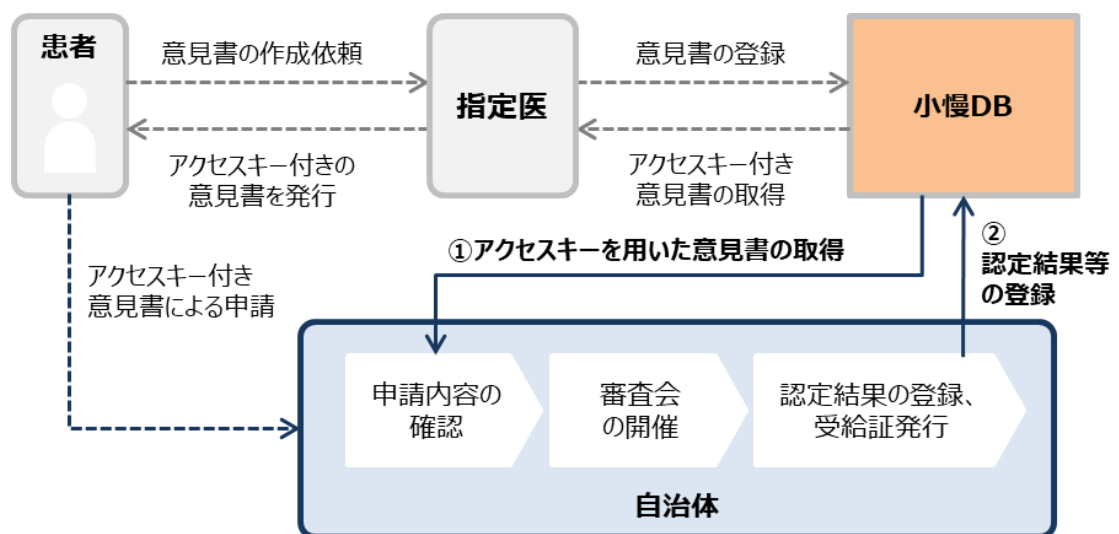 患者
意見書の作成依頼
指定医
意見書の登録
小慢DB
アクセスキー付きの
意見書を発行
アクセスキー付き
意見書の取得
①アクセスキーを用いた意見書の取得
②
認定結果等
の登録
アクセスキー付き
意見書による申請
申請内容の
確認
審査会
の開催
認定結果の登録、
受給証発行
自治体